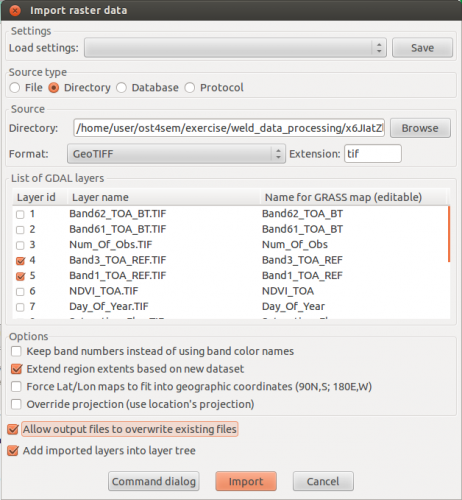 Import raster data
Settings
Load settings: Save
Source type
File Directory Database Protocol
Source
Directory: /home/user/ost4sem/exercise/weld_data_processing/x6JIatZ Browse
Format: GeoTIFF Extension: tif
List of GDAL layers
Layer id Layer name Name for GRASS map (editable)
1 Band62_TOA_BT.TIF Band62_TOA_BT
2 Band61_TOA_BT.TIF Band61_TOA_BT
3 Num_Of_Obs.TIF Num_Of_Obs
4 Band3_TOA_REF.TIF Band3_TOA_REF
5 Band1_TOA_REF.TIF Band1_TOA_REF
6 NDVI_TOA.TIF NDVI_TOA
7 Day_Of_Year.TIF Day_Of_Year
Options
Keep band numbers instead of using band color names
Extend region extents based on new dataset
Force Lat/Lon maps to fit into geographic coordinates (90N,S; 180E,W)
Override projection (use location's projection)
Allow output files to overwrite existing files
Add imported layers into layer tree
Command dialog Import Cancel